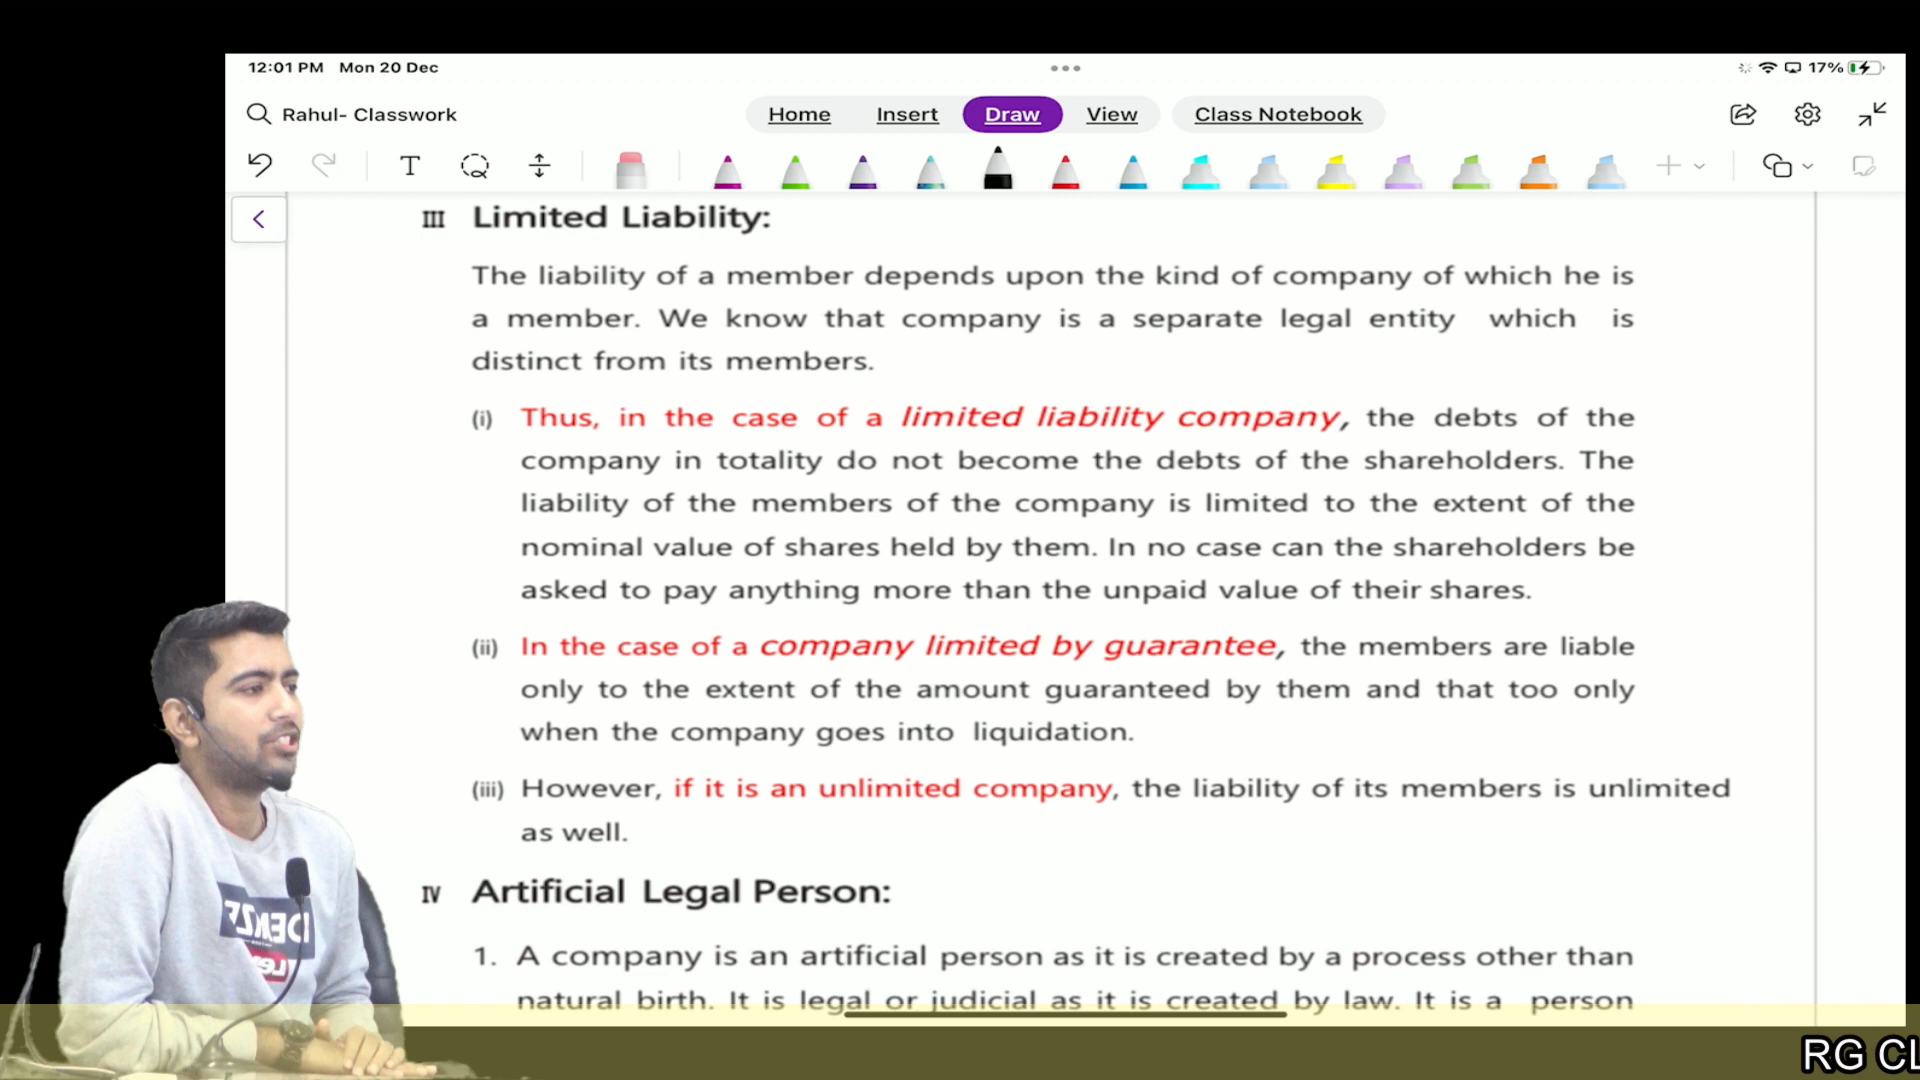 12:01 PM Mon 20 Dec
17%
Rahul- Classwork
Home Insert Draw View Class Notebook
T
III Limited Liability:
The liability of a member depends upon the kind of company of which he is
a member. We know that company is a separate legal entity which is
distinct from its members.
(i) Thus, in the case of a limited liability company, the debts of the
company in totality do not become the debts of the shareholders. The
liability of the members of the company is limited to the extent of the
nominal value of shares held by them. In no case can the shareholders be
asked to pay anything more than the unpaid value of their shares.
(ii) In the case of a company limited by guarantee, the members are liable
only to the extent of the amount guaranteed by them and that too only
when the company goes into liquidation.
(iii) However, if it is an unlimited company, the liability of its members is unlimited
as well.
IV Artificial Legal Person:
1. A company is an artificial person as it is created by a process other than
natural birth. It is legal or judicial as it is created by law. It is a person
RG CL